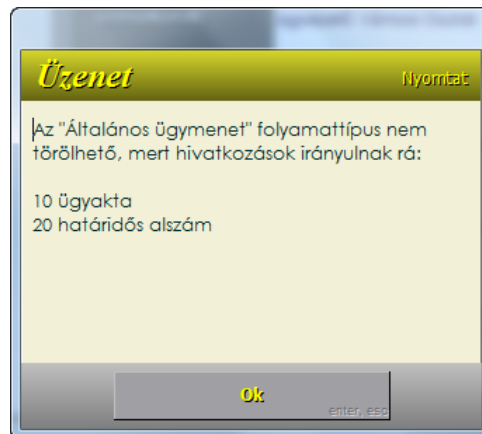 Üzenet
Nyomtat
Az "Általános ügymenet" folyamattípus nem
törölhető, mert hivatkozások irányulnak rá:
10 ügyakta
20 határidős alszám
Ok
enter, esc